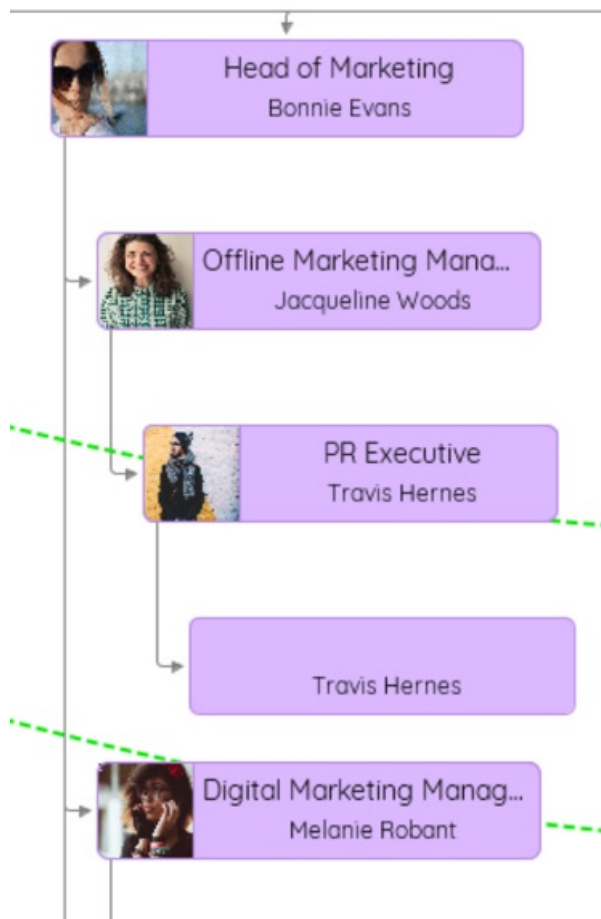 Head of Marketing
Bonnie Evans
Offline Marketing Mana...
Jacqueline Woods
PR Executive
Travis Hernes
Travis Hernes
Digital Marketing Manag...
Melanie Robant